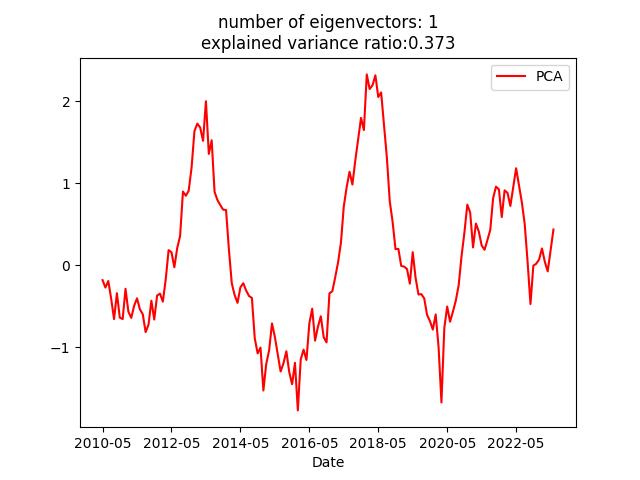 number of eigenvectors: 1
explained variance ratio:0.373
PCA
2
1
0
−1
2010-05 2012-05 2014-05 2016-05 2018-05 2020-05 2022-05
Date